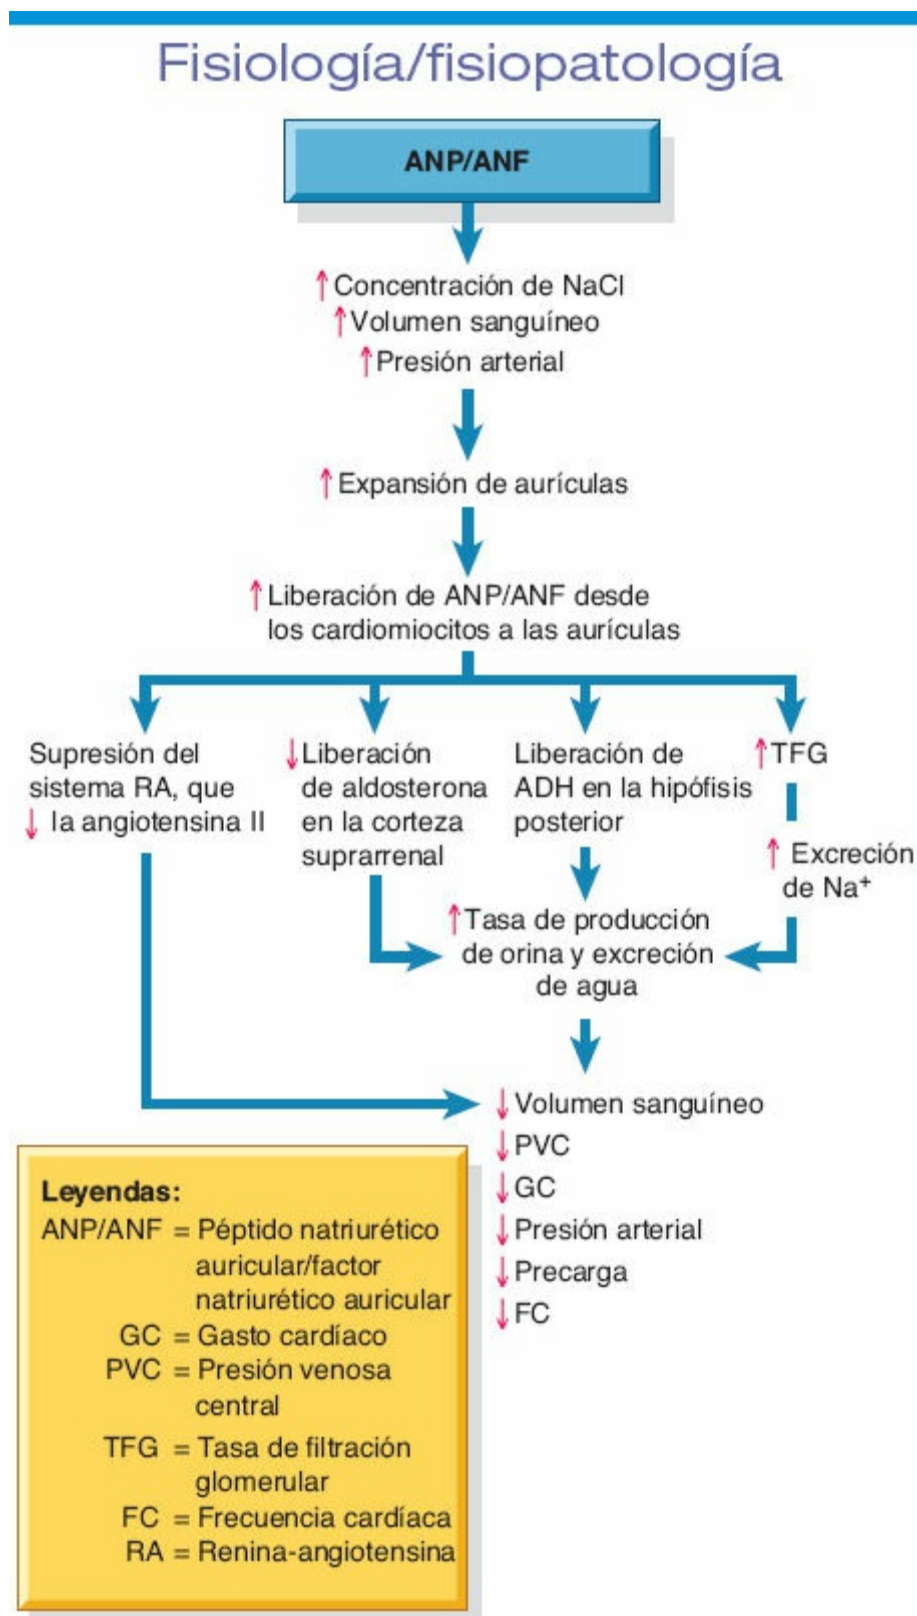 Fisiología/fisiopatología
ANP/ANF
↑Concentración de NaCl
↑Volumen sanguíneo
↑Presión arterial
↑Expansión de aurículas
↑Liberación de ANP/ANF desde
los cardiomiocitos a las aurículas
Supresión del
sistema RA, que
↓ la angiotensina II
↓Liberación
de aldosterona
en la corteza
suprarrenal
Liberación de
ADH en la hipófisis
posterior
↑TFG
↑ Excreción
de Na⁺
↑Tasa de producción
de orina y excreción
de agua
↓Volumen sanguíneo
↓PVC
↓GC
↓Presión arterial
↓Precarga
↓FC
Leyendas:
ANP/ANF = Péptido natriurético
auricular/factor
natriurético auricular
GC = Gasto cardíaco
PVC = Presión venosa
central
TFG = Tasa de filtración
glomerular
FC = Frecuencia cardíaca
RA = Renina-angiotensina